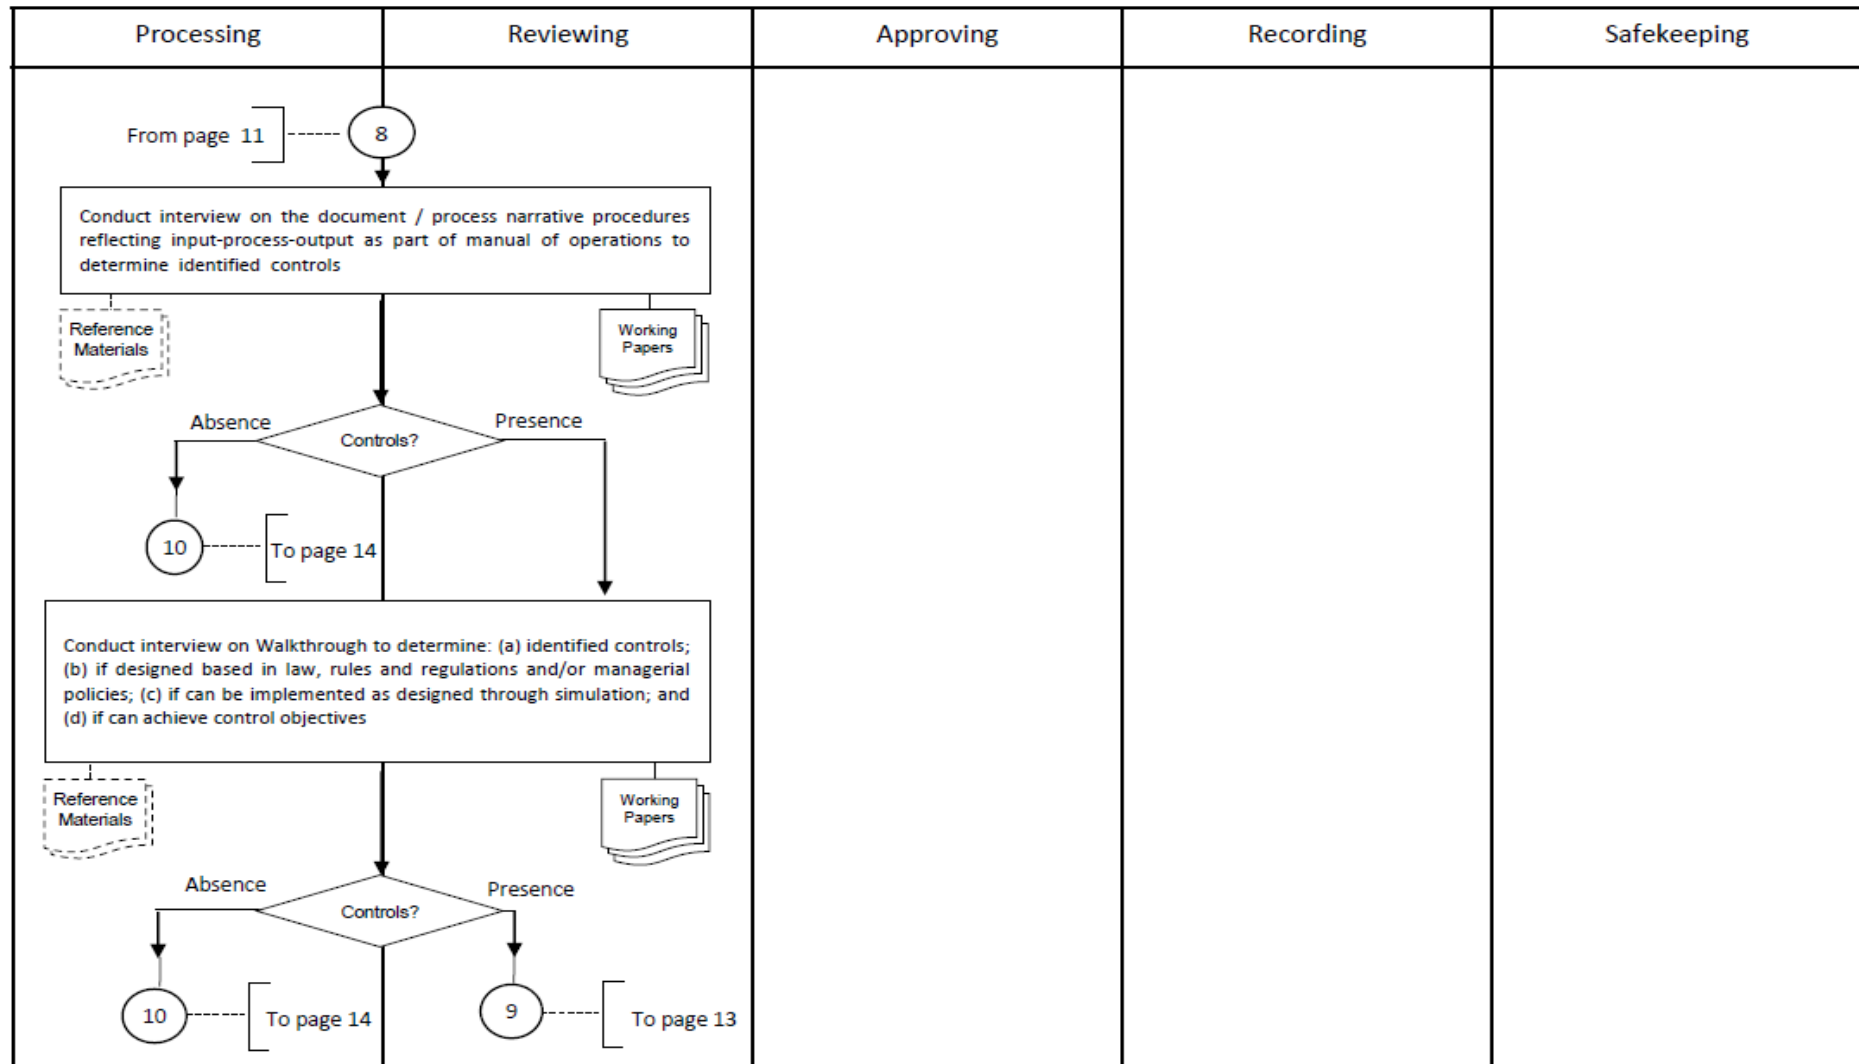 Processing
Reviewing
Approving
Recording
Safekeeping
From page 11
8
Conduct interview on the document / process narrative procedures
reflecting input-process-output as part of manual of operations to
determine identified controls
Reference
Materials
Working
Papers
Absence
Controls?
Presence
10
To page 14
Conduct interview on Walkthrough to determine: (a) identified controls;
(b) if designed based in law, rules and regulations and/or managerial
policies; (c) if can be implemented as designed through simulation; and
(d) if can achieve control objectives
Reference
Materials
Working
Papers
Absence
Controls?
Presence
10
To page 14
9
To page 13